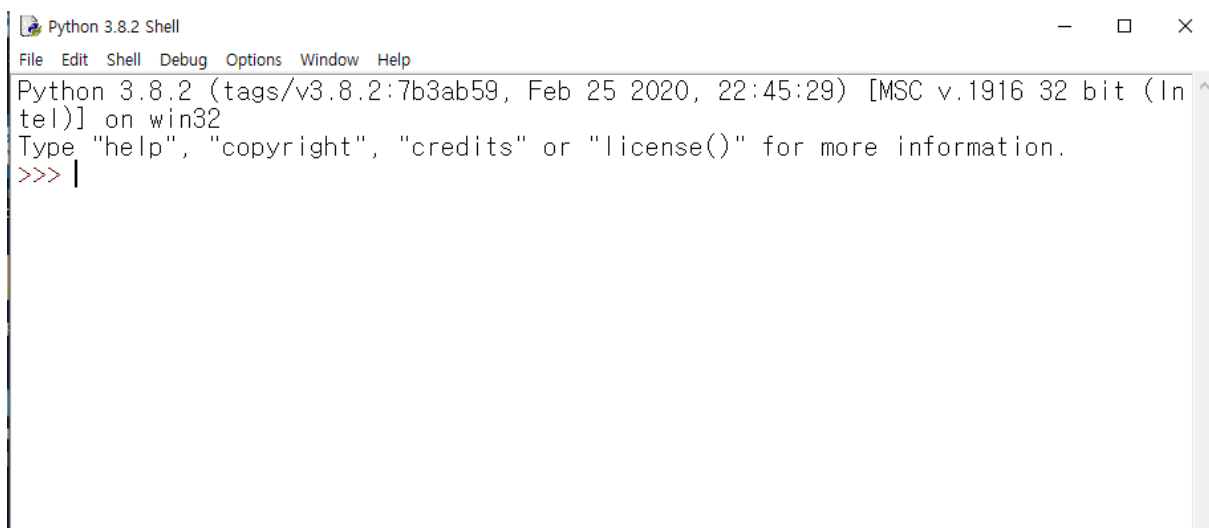 Python 3.8.2 Shell
File Edit Shell Debug Options Window Help
Python 3.8.2 (tags/v3.8.2:7b3ab59, Feb 25 2020, 22:45:29) [MSC v.1916 32 bit (In
tel)] on win32
Type "help", "copyright", "credits" or "license()" for more information.
>>>